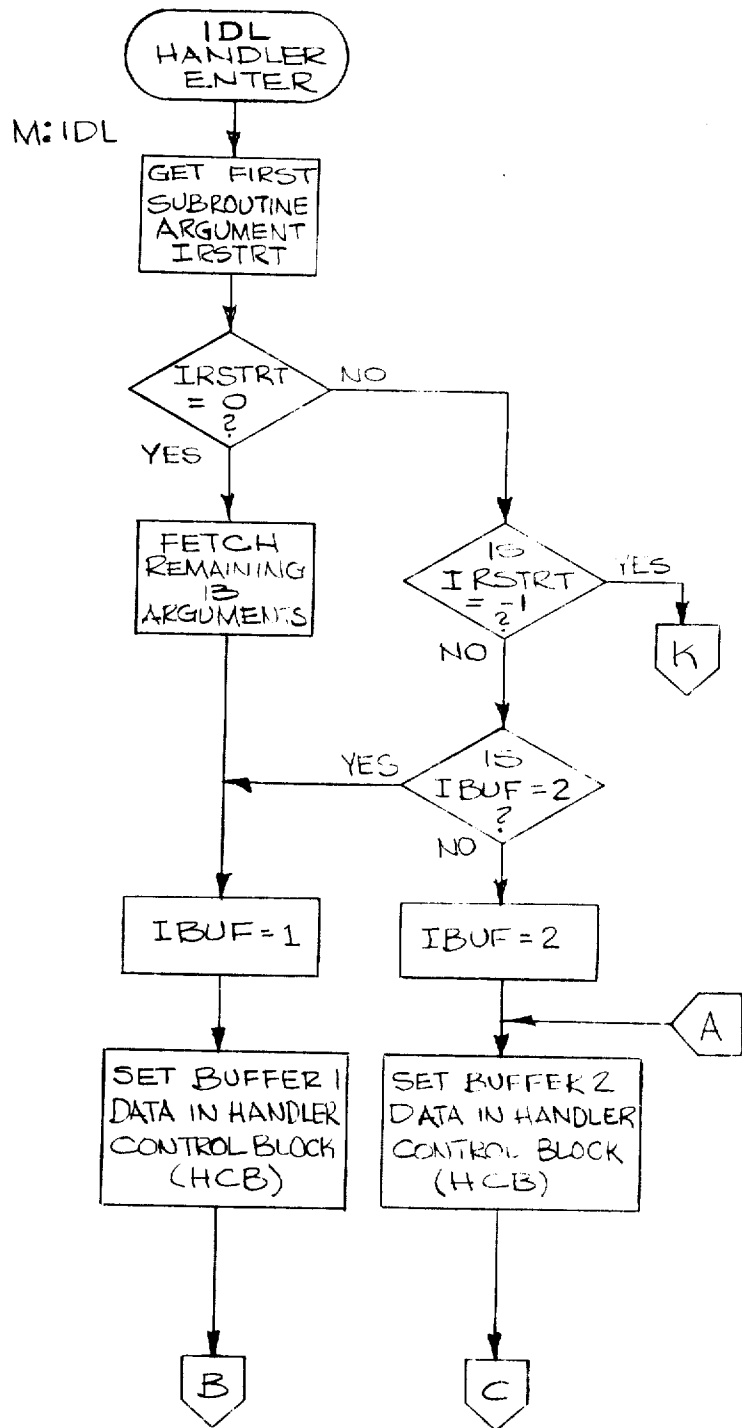 IDL
HANDLER
ENTER
M:IDL
GET FIRST
SUBROUTINE
ARGUMENT
IRSTRT
IRSTRT
= 0
?
NO
YES
FETCH
REMAINING
13
ARGUMENTS
IS
IRSTRT
= -1
?
YES
K
NO
IS
IBUF = 2
?
YES
NO
IBUF = 1
IBUF = 2
A
SET BUFFER 1
DATA IN HANDLER
CONTROL BLOCK
(HCB)
SET BUFFER 2
DATA IN HANDLER
CONTROL BLOCK
(HCB)
B
C